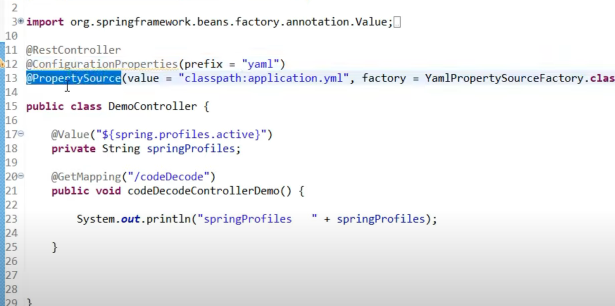 2
3 import org.springframework.beans.factory.annotation.Value;
10
11 @RestController
12 @ConfigurationProperties(prefix = "yaml")
13 @PropertySource(value = "classpath:application.yml", factory = YamlPropertySourceFactory.clas
14
15 public class DemoController {
16
17 @Value("${spring.profiles.active}")
18 private String springProfiles;
19
20 @GetMapping("/codeDecode")
21 public void codeDecodeControllerDemo() {
22
23 System.out.println("springProfiles   " + springProfiles);
24
25 }
26
27
28
29 }